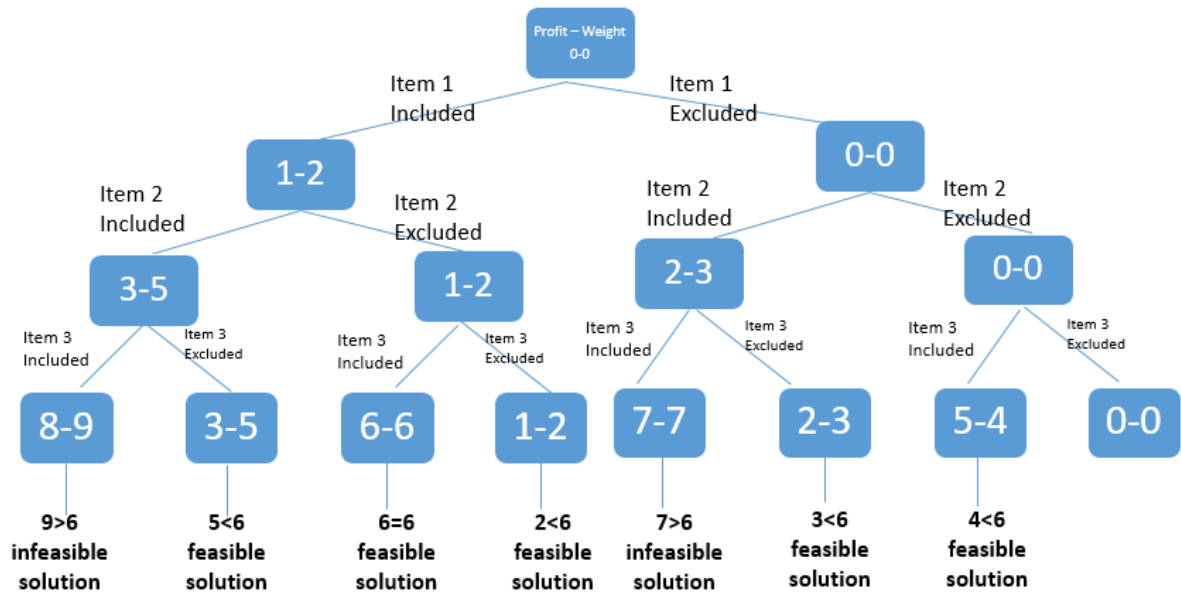 Profit – Weight
0-0
Item 1
Included
Item 1
Excluded
1-2
0-0
Item 2
Included
Item 2
Excluded
Item 2
Included
Item 2
Excluded
3-5
1-2
2-3
0-0
Item 3
Included
Item 3
Excluded
Item 3
Included
Item 3
Excluded
Item 3
Included
Item 3
Excluded
Item 3
Included
Item 3
Excluded
8-9
3-5
6-6
1-2
7-7
2-3
5-4
0-0
9>6
infeasible
solution
5<6
feasible
solution
6=6
feasible
solution
2<6
feasible
solution
7>6
infeasible
solution
3<6
feasible
solution
4<6
feasible
solution